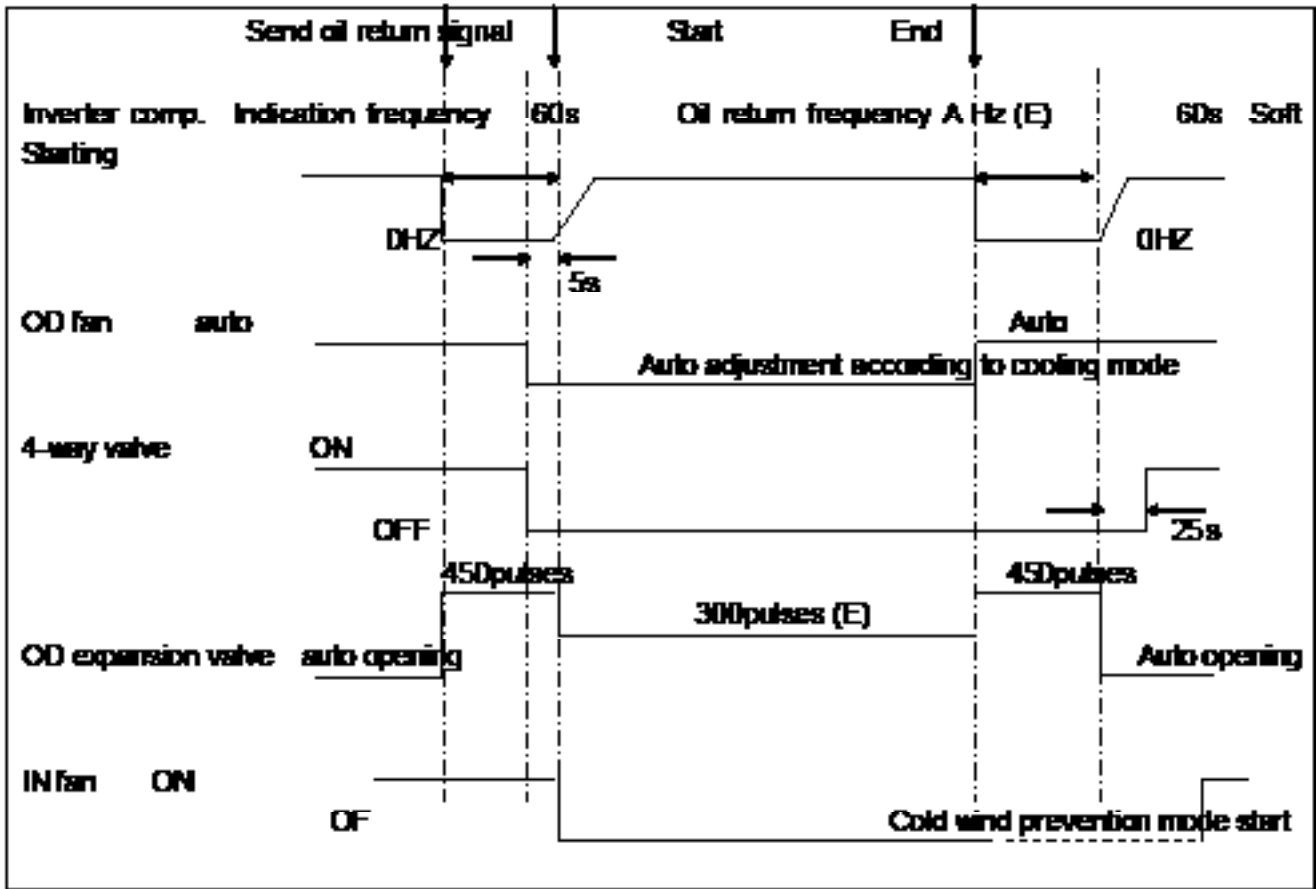 Send oil return signal Start End
Inverter comp. Indication frequency 60s Oil return frequency A Hz (E) 60s Soft
Starting
0HZ 0HZ
5s
OD fan auto Auto
Auto adjustment according to cooling mode
4-way valve ON
OFF 25s
450pulses 450pulses
300pulses (E)
OD expansion valve auto opening Auto opening
IN fan ON
OF Cold wind prevention mode start